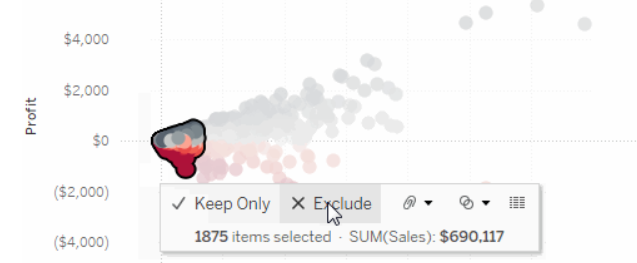 $4,000
$2,000
Profit
$0
($2,000)
Keep Only Exclude
1875 items selected · SUM(Sales): $690,117
($4,000)